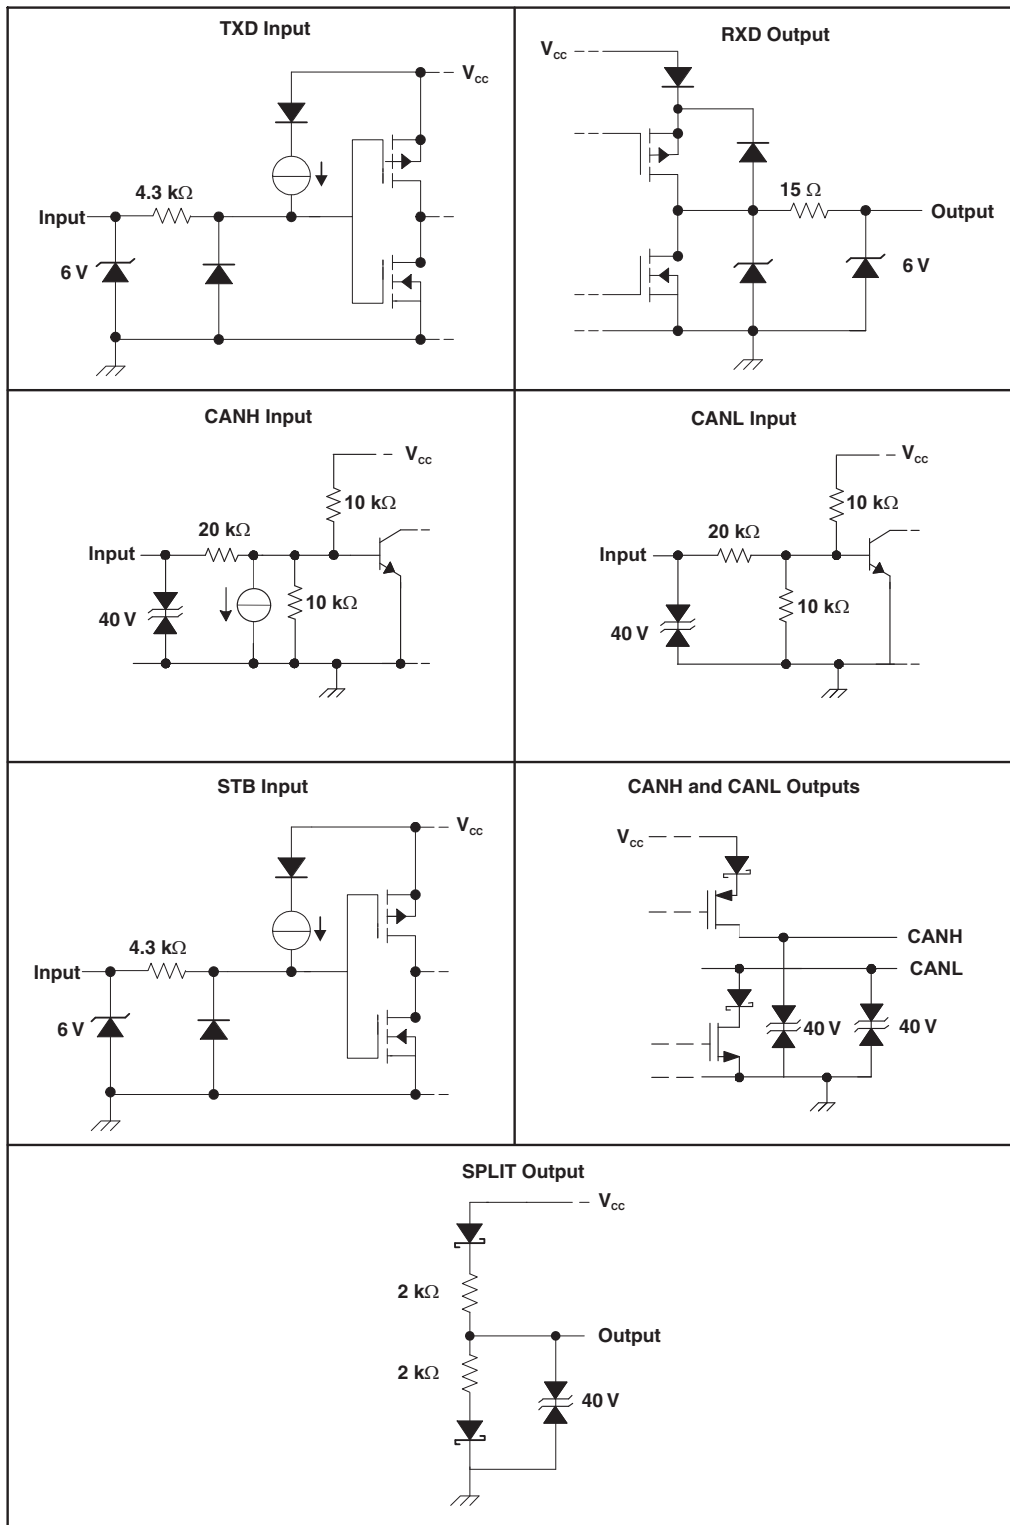 TXD Input
V_CC
4.3 kΩ
Input
6 V
RXD Output
V_CC
15 Ω
Output
6 V
CANH Input
V_CC
10 kΩ
20 kΩ
Input
10 kΩ
40 V
CANL Input
V_CC
10 kΩ
20 kΩ
Input
10 kΩ
40 V
STB Input
V_CC
4.3 kΩ
Input
6 V
CANH and CANL Outputs
V_CC
CANH
CANL
40 V
40 V
SPLIT Output
V_CC
2 kΩ
Output
2 kΩ
40 V